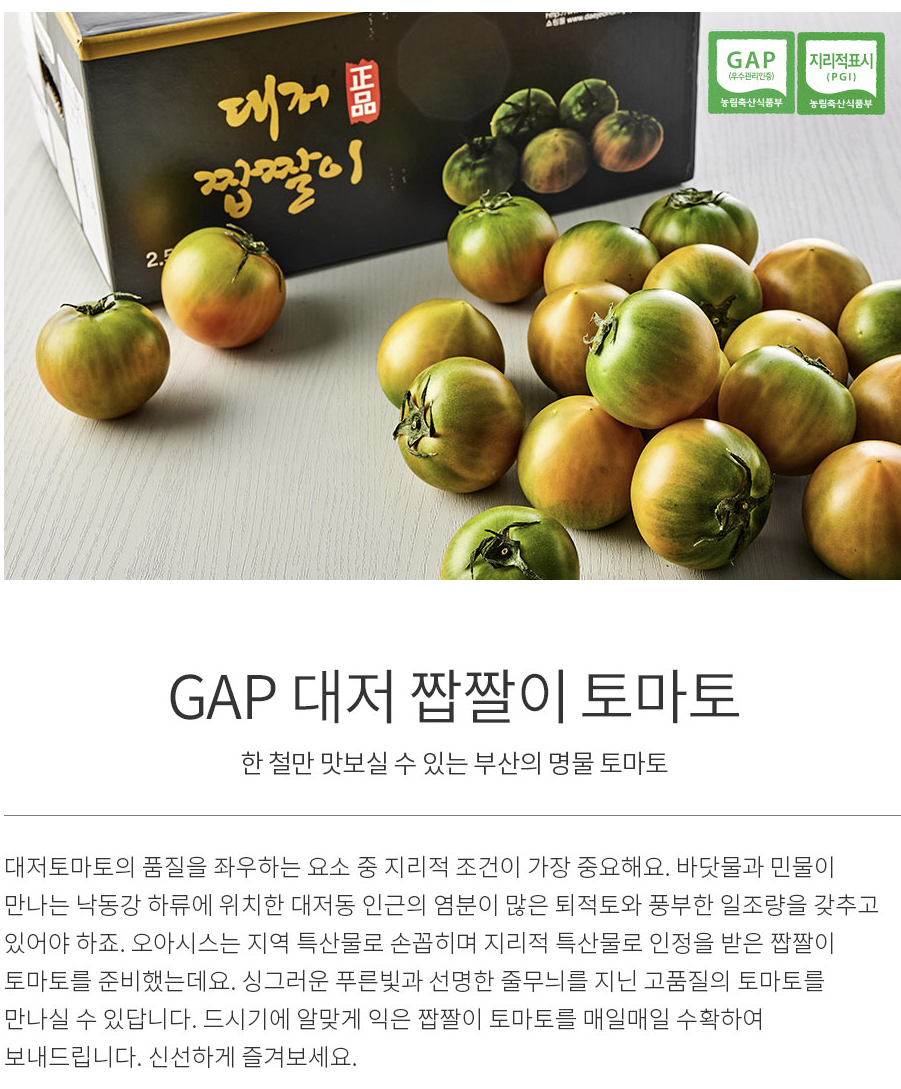 쇼핑몰
대저
正品
짭짤이
GAP
(우수관리인증)
농림축산식품부
지리적표시
(PGI)
농림축산식품부
GAP 대저 짭짤이 토마토
한 철만 맛보실 수 있는 부산의 명물 토마토
대저토마토의 품질을 좌우하는 요소 중 지리적 조건이 가장 중요해요. 바닷물과 민물이
만나는 낙동강 하류에 위치한 대저동 인근의 염분이 많은 퇴적토와 풍부한 일조량을 갖추고
있어야 하죠. 오아시스는 지역 특산물로 손꼽히며 지리적 특산물로 인정을 받은 짭짤이
토마토를 준비했는데요. 싱그러운 푸른빛과 선명한 줄무늬를 지닌 고품질의 토마토를
만나실 수 있답니다. 드시기에 알맞게 익은 짭짤이 토마토를 매일매일 수확하여
보내드립니다. 신선하게 즐겨보세요.